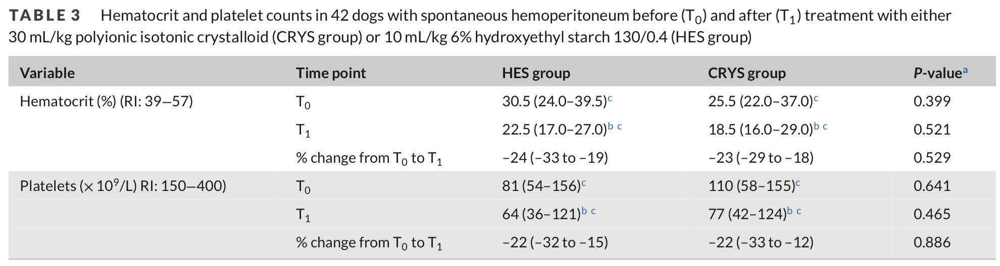 TABLE 3 Hematocrit and platelet counts in 42 dogs with spontaneous hemoperitoneum before (T0) and after (T1) treatment with either
30 mL/kg polyionic isotonic crystalloid (CRYS group) or 10 mL/kg 6% hydroxyethyl starch 130/0.4 (HES group)
Variable Time point HES group CRYS group P-valueᵃ
Hematocrit (%) (RI: 39–57) T₀ 30.5 (24.0–39.5)ᶜ 25.5 (22.0–37.0)ᶜ 0.399
T₁ 22.5 (17.0–27.0)ᵇ ᶜ 18.5 (16.0–29.0)ᵇ ᶜ 0.521
% change from T₀ to T₁ –24 (–33 to –19) –23 (–29 to –18) 0.529
Platelets (× 10⁹/L) RI: 150–400) T₀ 81 (54–156)ᶜ 110 (58–155)ᶜ 0.641
T₁ 64 (36–121)ᵇ ᶜ 77 (42–124)ᵇ ᶜ 0.465
% change from T₀ to T₁ –22 (–32 to –15) –22 (–33 to –12) 0.886